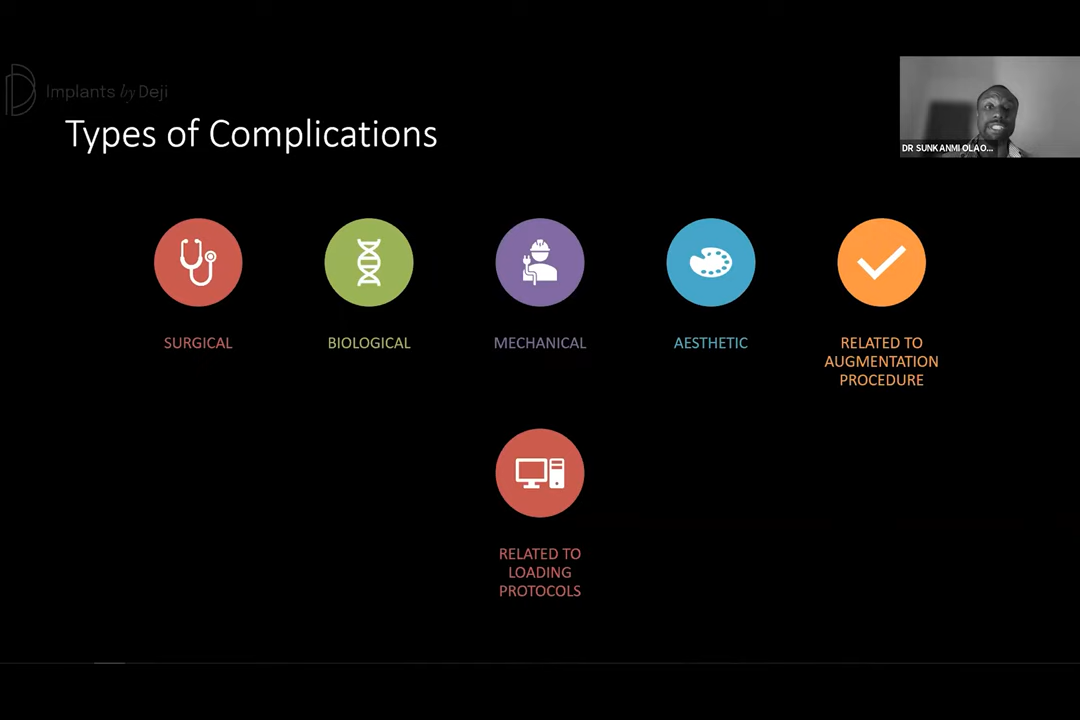 Implants by Deji
Types of Complications
DR SUNKANMI OLAO...
SURGICAL
BIOLOGICAL
MECHANICAL
AESTHETIC
RELATED TO
AUGMENTATION
PROCEDURE
RELATED TO
LOADING
PROTOCOLS